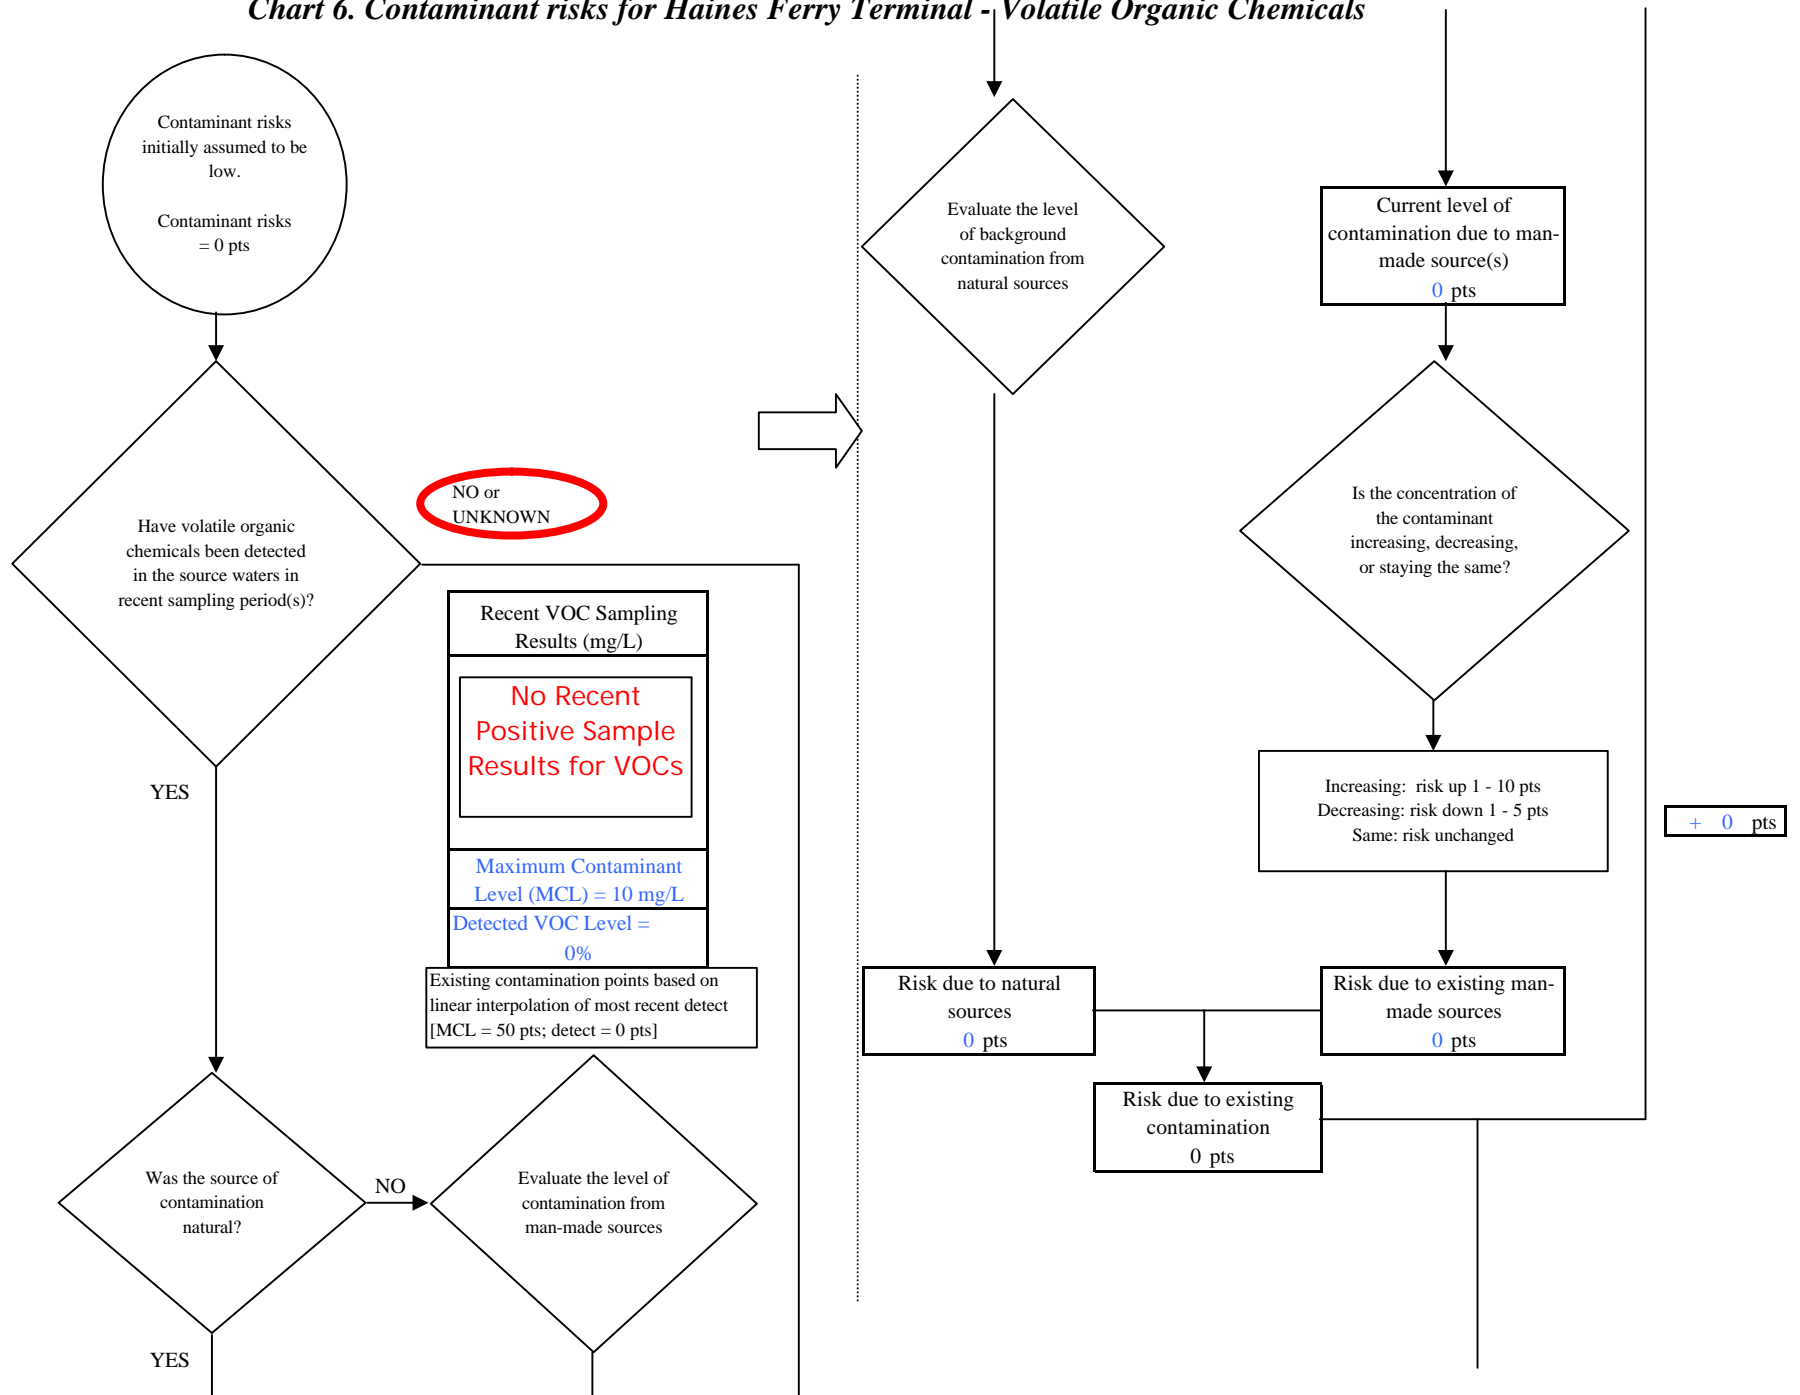 Chart 6. Contaminant risks for Haines Ferry Terminal - Volatile Organic Chemicals
Contaminant risks
initially assumed to be
low.
Contaminant risks
= 0 pts
Have volatile organic
chemicals been detected
in the source waters in
recent sampling period(s)?
NO or
UNKNOWN
YES
Recent VOC Sampling
Results (mg/L)
No Recent
Positive Sample
Results for VOCs
Maximum Contaminant
Level (MCL) = 10 mg/L
Detected VOC Level =
0%
Existing contamination points based on
linear interpolation of most recent detect
[MCL = 50 pts; detect = 0 pts]
Was the source of
contamination
natural?
NO
Evaluate the level of
contamination from
man-made sources
YES
Evaluate the level
of background
contamination from
natural sources
Current level of
contamination due to man-
made source(s)
0 pts
Is the concentration of
the contaminant
increasing, decreasing,
or staying the same?
Increasing: risk up 1 - 10 pts
Decreasing: risk down 1 - 5 pts
Same: risk unchanged
+ 0 pts
Risk due to natural
sources
0 pts
Risk due to existing man-
made sources
0 pts
Risk due to existing
contamination
0 pts